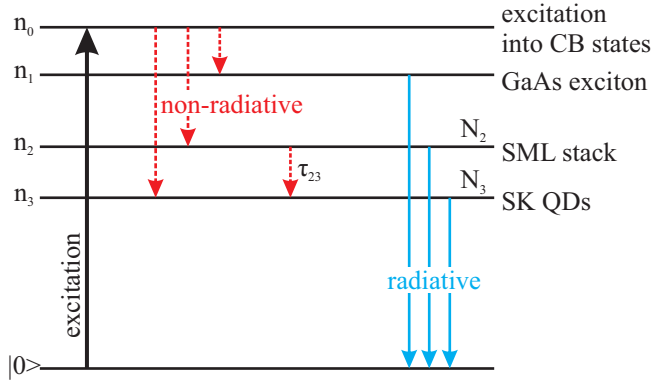 n₀
excitation
into CB states
n₁
GaAs exciton
non-radiative
n₂
N₂
SML stack
τ₂₃
n₃
N₃
SK QDs
excitation
radiative
|0>